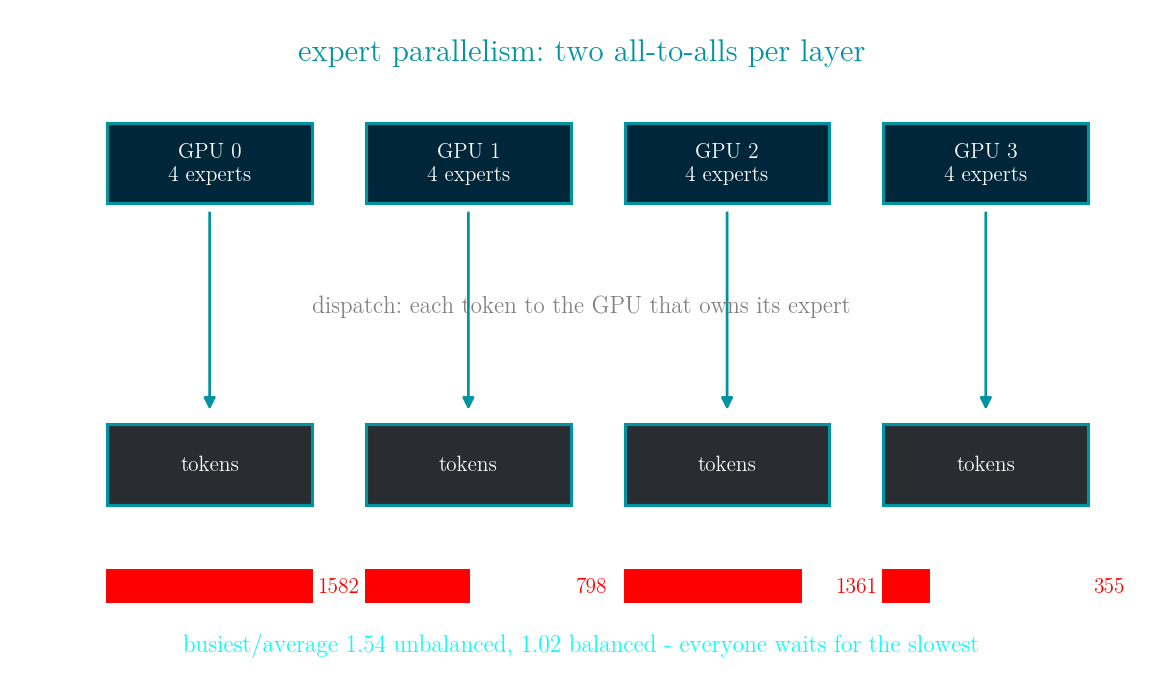 expert parallelism: two all-to-alls per layer
GPU 0
4 experts
GPU 1
4 experts
GPU 2
4 experts
GPU 3
4 experts
dispatch: each token to the GPU that owns its expert
tokens
tokens
tokens
tokens
1582
798
1361
355
busiest/average 1.54 unbalanced, 1.02 balanced - everyone waits for the slowest